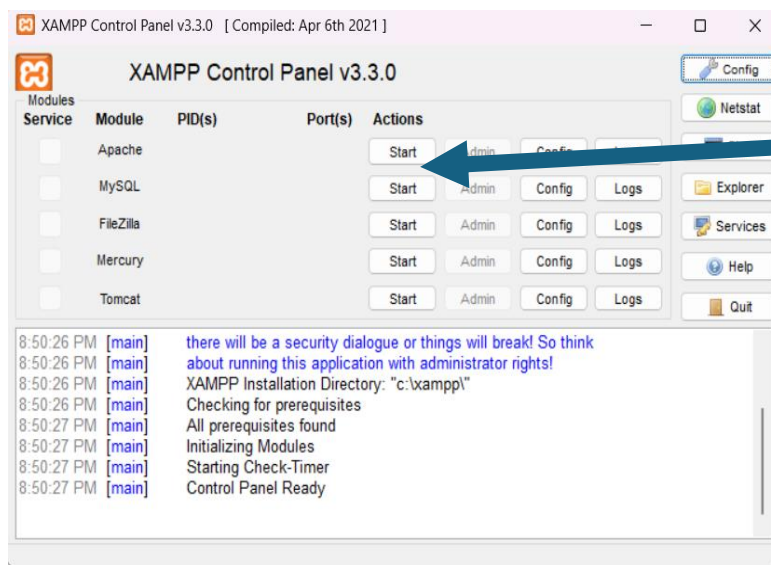 XAMPP Control Panel v3.3.0 [ Compiled: Apr 6th 2021 ]
XAMPP Control Panel v3.3.0
Config
Modules
Service Module PID(s) Port(s) Actions
Netstat
Apache Start Admin Config
MySQL Start Admin Config Logs
Explorer
FileZilla Start Admin Config Logs
Services
Mercury Start Admin Config Logs
Help
Tomcat Start Admin Config Logs
Quit
8:50:26 PM [main] there will be a security dialogue or things will break! So think
8:50:26 PM [main] about running this application with administrator rights!
8:50:26 PM [main] XAMPP Installation Directory: "c:\xampp\"
8:50:26 PM [main] Checking for prerequisites
8:50:27 PM [main] All prerequisites found
8:50:27 PM [main] Initializing Modules
8:50:27 PM [main] Starting Check-Timer
8:50:27 PM [main] Control Panel Ready